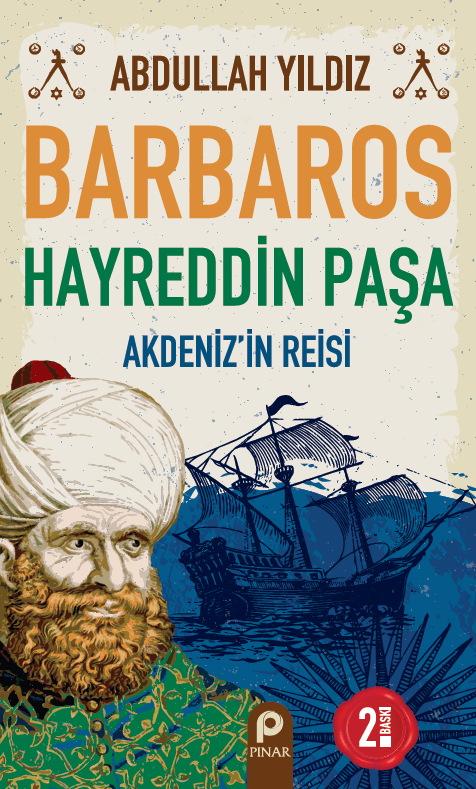 ABDULLAH YILDIZ
BARBAROS
HAYREDDİN PAŞA
AKDENİZ'İN REİSİ
2.
BASKI
p
PINAR